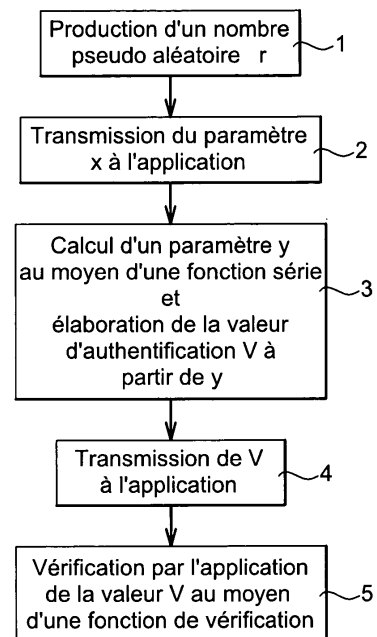 Production d'un nombre
pseudo aléatoire r
1
Transmission du paramètre
x à l'application
2
Calcul d'un paramètre y
au moyen d'une fonction série
et
élaboration de la valeur
d'authentification V à
partir de y
3
Transmission de V
à l'application
4
Vérification par l'application
de la valeur V au moyen
d'une fonction de vérification
5